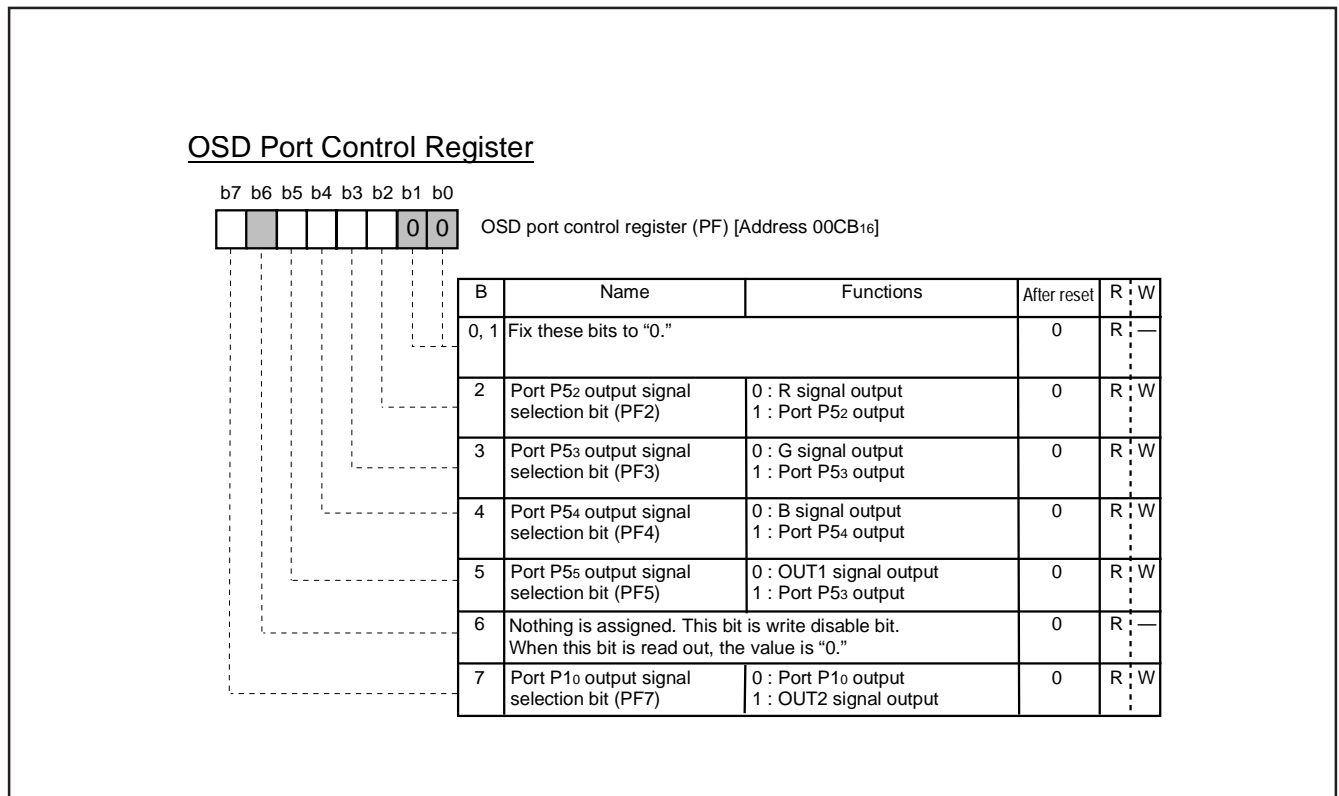 OSD Port Control Register
b7 b6 b5 b4 b3 b2 b1 b0
0 0
OSD port control register (PF) [Address 00CB16]
B Name Functions After reset R W
0, 1 Fix these bits to “0.” 0 R —
2 Port P52 output signal selection bit (PF2) 0 : R signal output 1 : Port P52 output 0 R W
3 Port P53 output signal selection bit (PF3) 0 : G signal output 1 : Port P53 output 0 R W
4 Port P54 output signal selection bit (PF4) 0 : B signal output 1 : Port P54 output 0 R W
5 Port P55 output signal selection bit (PF5) 0 : OUT1 signal output 1 : Port P53 output 0 R W
6 Nothing is assigned. This bit is write disable bit. When this bit is read out, the value is “0.” 0 R —
7 Port P10 output signal selection bit (PF7) 0 : Port P10 output 1 : OUT2 signal output 0 R W